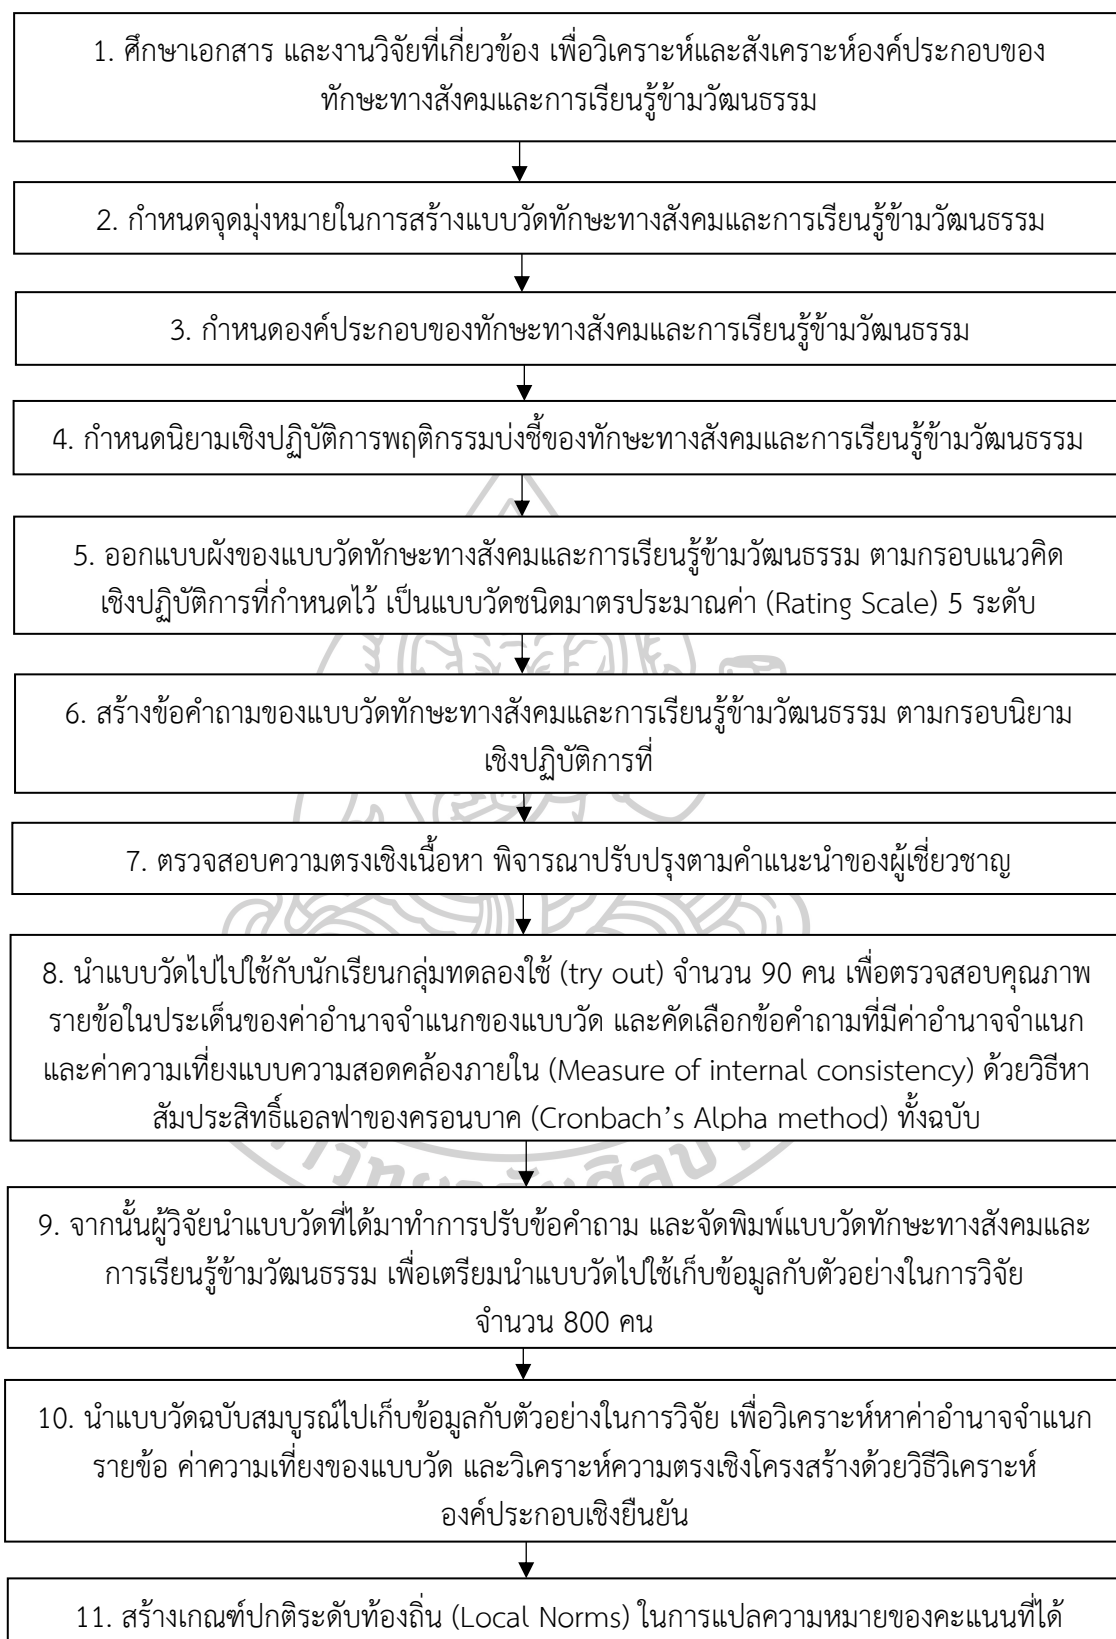 1. ศึกษาเอกสาร และงานวิจัยที่เกี่ยวข้อง เพื่อวิเคราะห์และสังเคราะห์องค์ประกอบของ
ทักษะทางสังคมและการเรียนรู้ข้ามวัฒนธรรม
2. กำหนดจุดมุ่งหมายในการสร้างแบบวัดทักษะทางสังคมและการเรียนรู้ข้ามวัฒนธรรม
3. กำหนดองค์ประกอบของทักษะทางสังคมและการเรียนรู้ข้ามวัฒนธรรม
4. กำหนดนิยามเชิงปฏิบัติการพฤติกรรมบ่งชี้ของทักษะทางสังคมและการเรียนรู้ข้ามวัฒนธรรม
5. ออกแบบผังของแบบวัดทักษะทางสังคมและการเรียนรู้ข้ามวัฒนธรรม ตามกรอบแนวคิด
เชิงปฏิบัติการที่กำหนดไว้ เป็นแบบวัดชนิดมาตรประมาณค่า (Rating Scale) 5 ระดับ
6. สร้างข้อคำถามของแบบวัดทักษะทางสังคมและการเรียนรู้ข้ามวัฒนธรรม ตามกรอบนิยาม
เชิงปฏิบัติการที่
7. ตรวจสอบความตรงเชิงเนื้อหา พิจารณาปรับปรุงตามคำแนะนำของผู้เชี่ยวชาญ
8. นำแบบวัดไปไปใช้กับนักเรียนกลุ่มทดลองใช้ (try out) จำนวน 90 คน เพื่อตรวจสอบคุณภาพ
รายข้อในประเด็นของค่าอำนาจจำแนกของแบบวัด และคัดเลือกข้อคำถามที่มีค่าอำนาจจำแนก
และค่าความเที่ยงแบบความสอดคล้องภายใน (Measure of internal consistency) ด้วยวิธีหา
สัมประสิทธิ์แอลฟาของครอนบาค (Cronbach's Alpha method) ทั้งฉบับ
9. จากนั้นผู้วิจัยนำแบบวัดที่ได้มาทำการปรับข้อคำถาม และจัดพิมพ์แบบวัดทักษะทางสังคมและ
การเรียนรู้ข้ามวัฒนธรรม เพื่อเตรียมนำแบบวัดไปใช้เก็บข้อมูลกับตัวอย่างในการวิจัย
จำนวน 800 คน
10. นำแบบวัดฉบับสมบูรณ์ไปเก็บข้อมูลกับตัวอย่างในการวิจัย เพื่อวิเคราะห์หาค่าอำนาจจำแนก
รายข้อ ค่าความเที่ยงของแบบวัด และวิเคราะห์ความตรงเชิงโครงสร้างด้วยวิธีวิเคราะห์
องค์ประกอบเชิงยืนยัน
11. สร้างเกณฑ์ปกติระดับท้องถิ่น (Local Norms) ในการแปลความหมายของคะแนนที่ได้